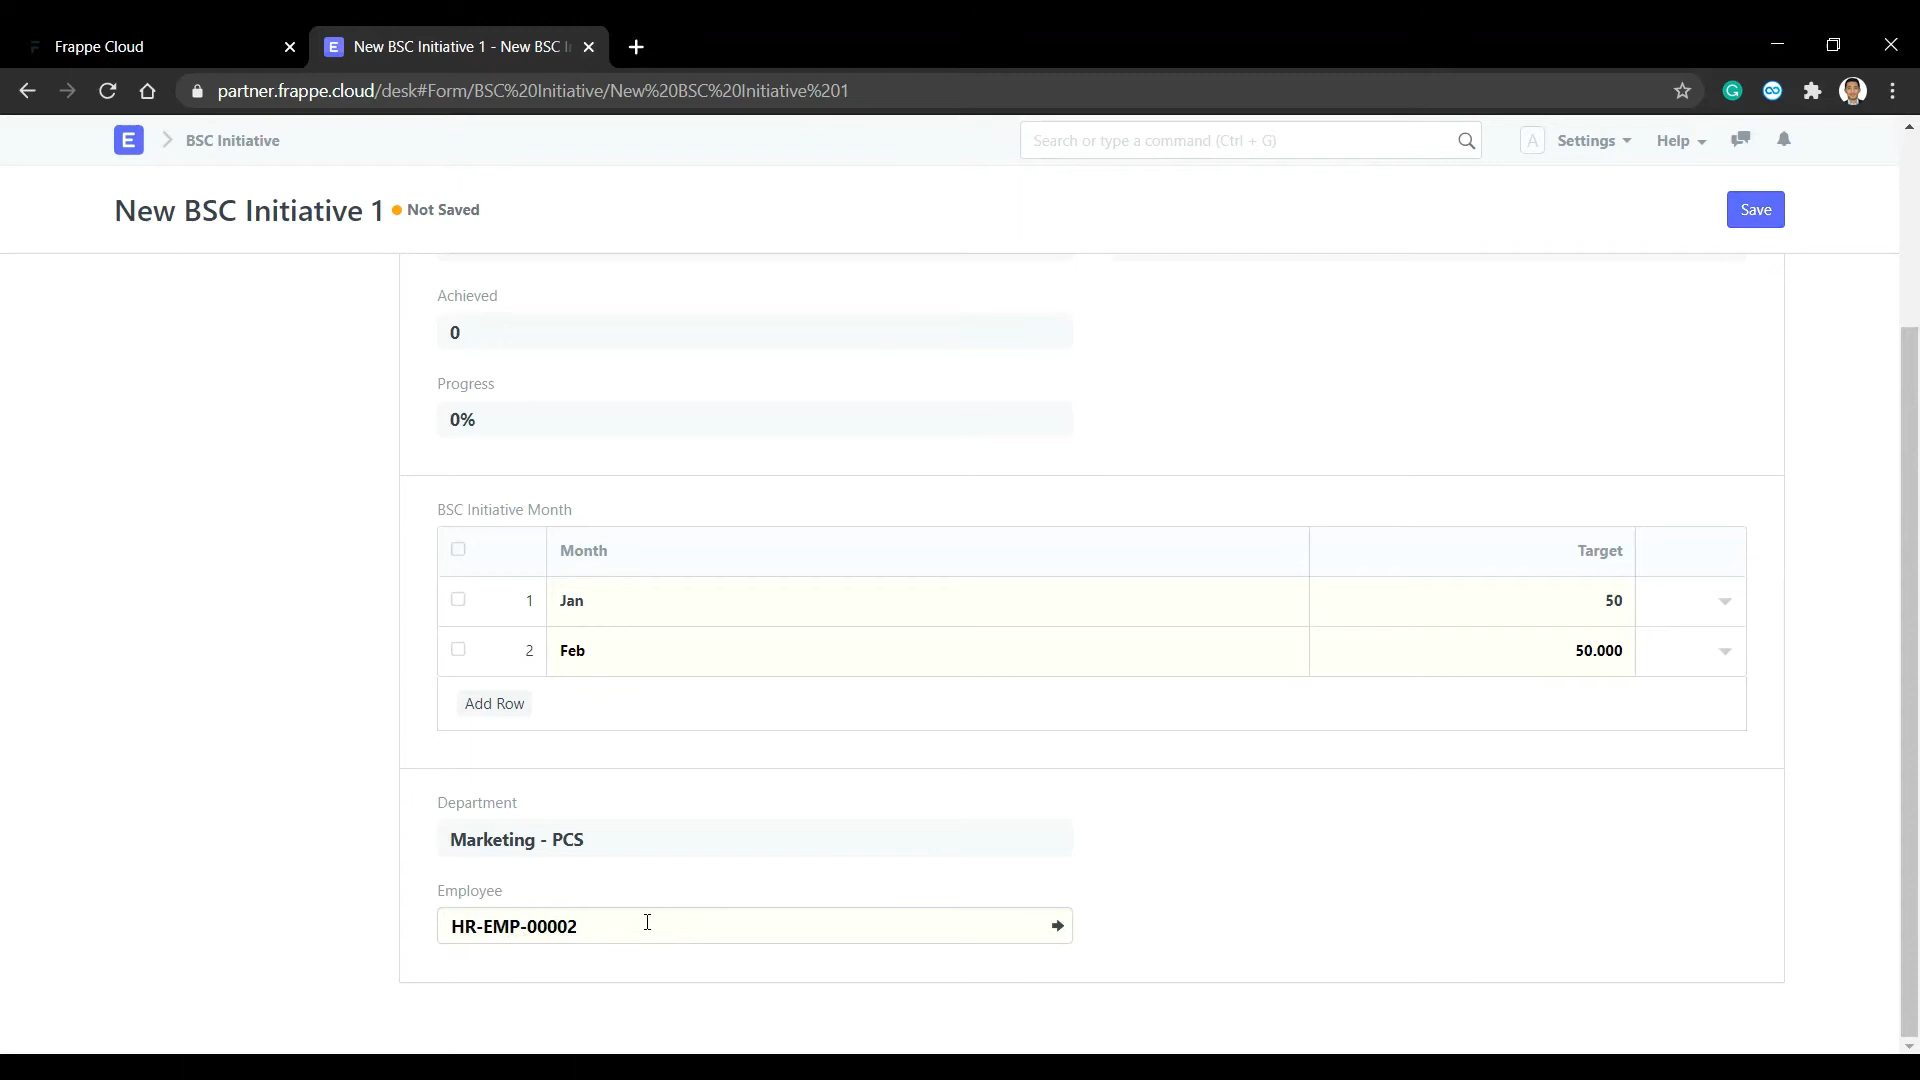 Frappe Cloud
E New BSC Initiative 1 - New BSC I
partner.frappe.cloud/desk#Form/BSC%20Initiative/New%20BSC%20Initiative%201
E BSC Initiative
Search or type a command (Ctrl + G)
A Settings Help
New BSC Initiative 1 Not Saved
Save
Achieved
0
Progress
0%
BSC Initiative Month
Month Target
1 Jan 50
2 Feb 50.000
Add Row
Department
Marketing - PCS
Employee
HR-EMP-00002